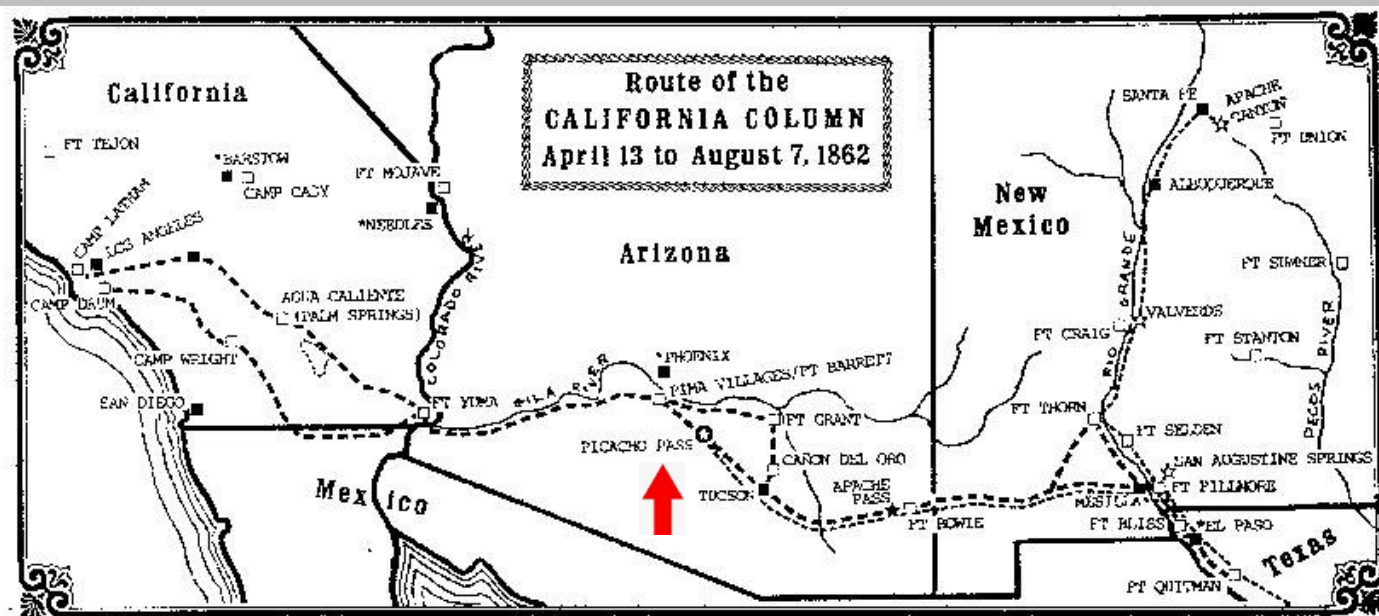 Route of the
CALIFORNIA COLUMN
April 13 to August 7, 1862
California
FT TEJON
*BARSTOW
CAMP CADY
FT MOJAVE
*NEEDLES
CAMP LATHAM
LOS ANGELES
CAMP DRUM
AGUA CALIENTE
(PALM SPRINGS)
CAMP WRIGHT
SAN DIEGO
COLORADO RIVER
FT YUMA
Mexico
Arizona
GILA RIVER
*PHOENIX
PIMA VILLAGES/FT BARRETT
FT GRANT
PICACHO PASS
CAÑON DEL ORO
TUCSON
APACHE
PASS
FT BOWIE
New
Mexico
SANTA FE
APACHE
CANYON
FT UNION
ALBUQUERQUE
RIO GRANDE
FT SUMNER
VALVERDE
FT CRAIG
FT STANTON
PECOS RIVER
FT THORN
FT SELDEN
SAN AUGUSTINE SPRINGS
MESILLA
FT FILLMORE
FT BLISS
*EL PASO
Texas
FT QUITMAN